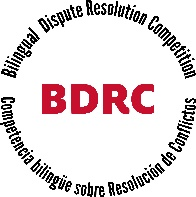 Bilingual Dispute Resolution Competition
BDRC
Competencia bilingüe sobre Resolución de Conflictos